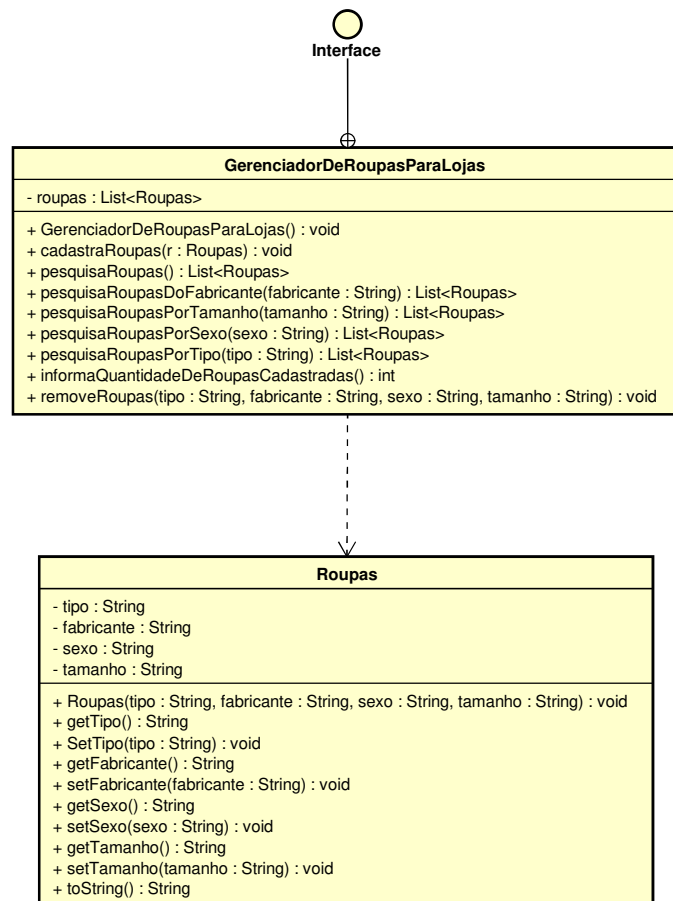 Interface
GerenciadorDeRoupasParaLojas
- roupas : List<Roupas>
+ GerenciadorDeRoupasParaLojas() : void
+ cadastraRoupas(r : Roupas) : void
+ pesquisaRoupas() : List<Roupas>
+ pesquisaRoupasDoFabricante(fabricante : String) : List<Roupas>
+ pesquisaRoupasPorTamanho(tamanho : String) : List<Roupas>
+ pesquisaRoupasPorSexo(sexo : String) : List<Roupas>
+ pesquisaRoupasPorTipo(tipo : String) : List<Roupas>
+ informaQuantidadeDeRoupasCadastradas() : int
+ removeRoupas(tipo : String, fabricante : String, sexo : String, tamanho : String) : void
Roupas
- tipo : String
- fabricante : String
- sexo : String
- tamanho : String
+ Roupas(tipo : String, fabricante : String, sexo : String, tamanho : String) : void
+ getTipo() : String
+ SetTipo(tipo : String) : void
+ getFabricante() : String
+ setFabricante(fabricante : String) : void
+ getSexo() : String
+ setSexo(sexo : String) : void
+ getTamanho() : String
+ setTamanho(tamanho : String) : void
+ toString() : String